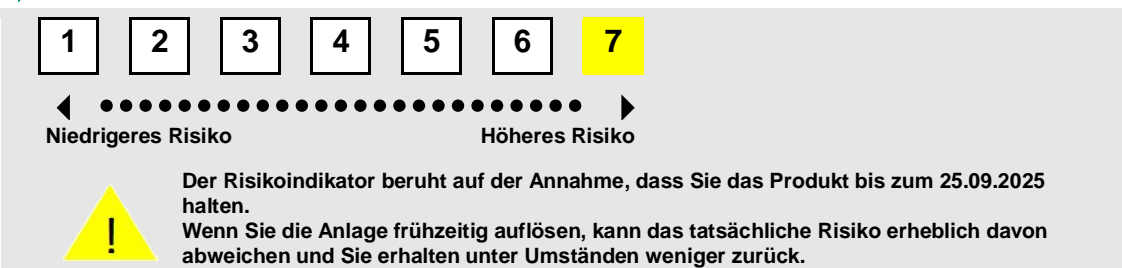 1 2 3 4 5 6 7
Niedrigeres Risiko Höheres Risiko
Der Risikoindikator beruht auf der Annahme, dass Sie das Produkt bis zum 25.09.2025
halten.
Wenn Sie die Anlage frühzeitig auflösen, kann das tatsächliche Risiko erheblich davon
abweichen und Sie erhalten unter Umständen weniger zurück.
!